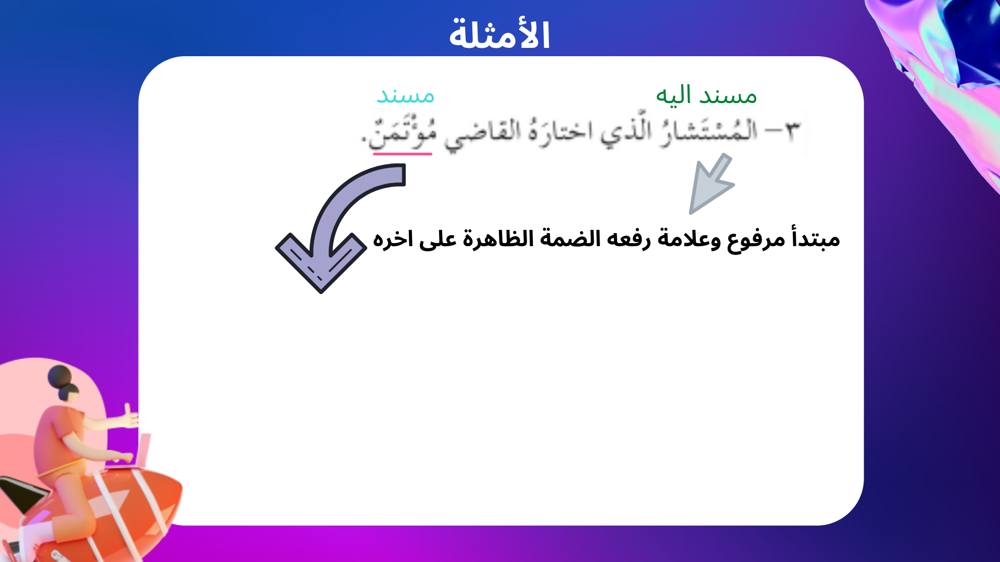 الأمثلة
مسند اليه
مسند
٣– المُسْتَشارُ الَّذي اختارَهُ القاضي مُؤْتَمَنٌ.
مبتدأ مرفوع وعلامة رفعه الضمة الظاهرة على اخره